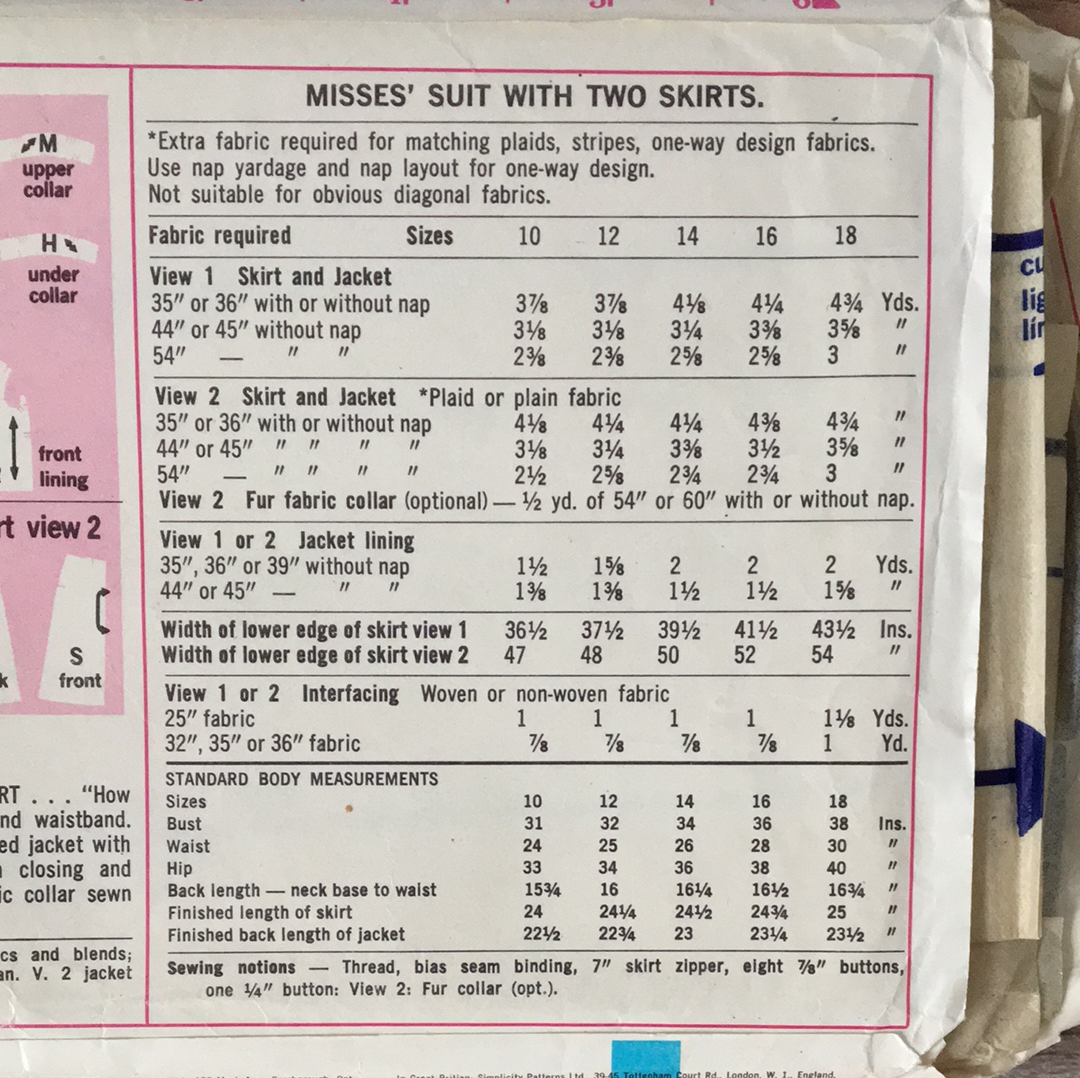 MISSES' SUIT WITH TWO SKIRTS.
*Extra fabric required for matching plaids, stripes, one-way design fabrics.
Use nap yardage and nap layout for one-way design.
Not suitable for obvious diagonal fabrics.
Fabric required Sizes 10 12 14 16 18
View 1 Skirt and Jacket
35″ or 36″ with or without nap 3⅞ 3⅞ 4⅛ 4¼ 4¾ Yds.
44″ or 45″ without nap 3⅛ 3⅛ 3¼ 3⅜ 3⅝ ″
54″ — ″ ″ 2⅜ 2⅜ 2⅝ 2⅝ 3 ″
View 2 Skirt and Jacket *Plaid or plain fabric
35″ or 36″ with or without nap 4⅛ 4¼ 4¼ 4⅜ 4¾ ″
44″ or 45″ ″ ″ ″ ″ 3⅛ 3¼ 3⅜ 3½ 3⅝ ″
54″ — ″ ″ ″ ″ 2½ 2⅝ 2¾ 2¾ 3 ″
View 2 Fur fabric collar (optional) — ½ yd. of 54″ or 60″ with or without nap.
View 1 or 2 Jacket lining
35″, 36″ or 39″ without nap 1½ 1⅝ 2 2 2 Yds.
44″ or 45″ — ″ ″ 1⅜ 1⅜ 1½ 1½ 1⅝ ″
Width of lower edge of skirt view 1 36½ 37½ 39½ 41½ 43½ Ins.
Width of lower edge of skirt view 2 47 48 50 52 54 ″
View 1 or 2 Interfacing Woven or non-woven fabric
25″ fabric 1 1 1 1 1⅛ Yds.
32″, 35″ or 36″ fabric ⅞ ⅞ ⅞ ⅞ 1 Yd.
STANDARD BODY MEASUREMENTS
Sizes 10 12 14 16 18
Bust 31 32 34 36 38 Ins.
Waist 24 25 26 28 30 ″
Hip 33 34 36 38 40 ″
Back length — neck base to waist 15¾ 16 16¼ 16½ 16¾ ″
Finished length of skirt 24 24¼ 24½ 24¾ 25 ″
Finished back length of jacket 22½ 22¾ 23 23¼ 23½ ″
Sewing notions — Thread, bias seam binding, 7″ skirt zipper, eight ⅞″ buttons,
one ¼″ button: View 2: Fur collar (opt.).
M
upper
collar
H
under
collar
front
lining
view 2
S
front
. . . "How
waistband.
jacket with
closing and
collar sewn
and blends;
V. 2 jacket
In Great Britian: Simplicity Patterns Ltd. 39-45 Tottenham Court Rd., London, W. 1., England.